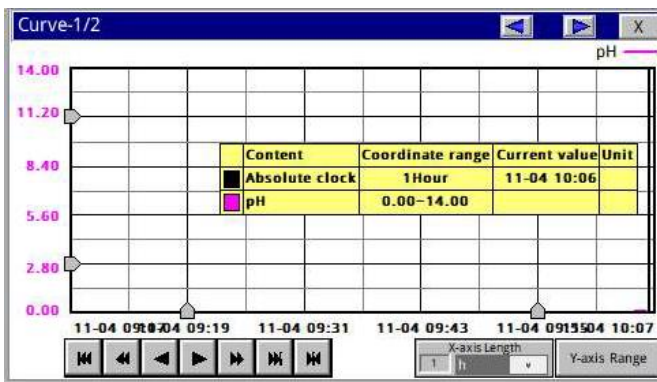 Curve-1/2
X
pH
14.00
11.20
8.40
5.60
2.80
0.00
Content Coordinate range Current value Unit
Absolute clock 1Hour 11-04 10:06
pH 0.00-14.00
11-04 09:19 11-04 09:31 11-04 09:43 11-04 10:07
X-axis Length
1 h
Y-axis Range